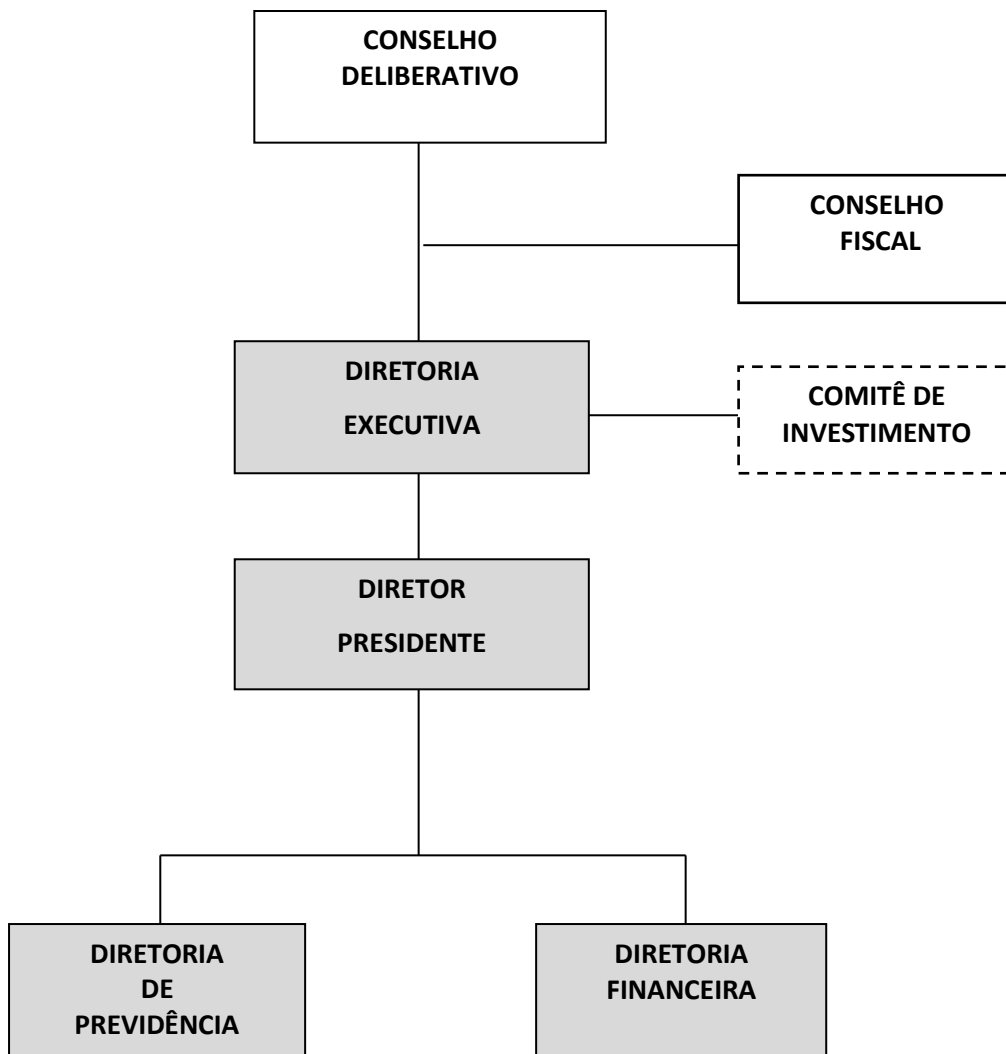 CONSELHO
DELIBERATIVO
CONSELHO
FISCAL
DIRETORIA
EXECUTIVA
COMITÊ DE
INVESTIMENTO
DIRETOR
PRESIDENTE
DIRETORIA
DE
PREVIDÊNCIA
DIRETORIA
FINANCEIRA